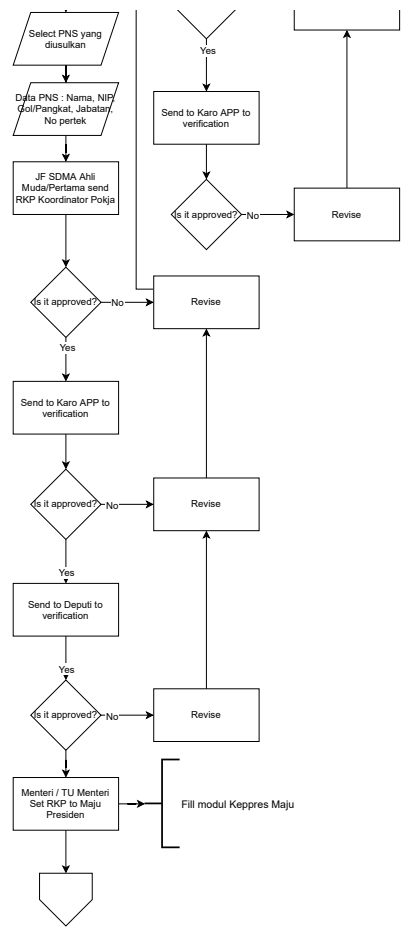 Select PNS yang
diusulkan
Data PNS : Nama, NIP,
Gol/Pangkat, Jabatan,
No pertek
JF SDMA Ahli
Muda/Pertama send
RKP Koordinator Pokja
Is it approved?
No
Revise
Yes
Send to Karo APP to
verification
Is it approved?
No
Revise
Yes
Send to Deputi to
verification
Yes
Is it approved?
No
Revise
Menteri / TU Menteri
Set RKP to Maju
Presiden
Fill modul Keppres Maju
Yes
Send to Karo APP to
verification
Is it approved?
No
Revise